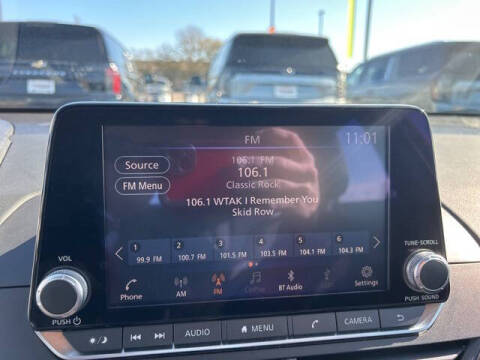 FM
11:01
Source
FM Menu
106.1 FM
106.1
Classic Rock
106.1 WTAK I Remember You
Skid Row
1 2 3 4 5 6
99.9 FM 100.7 FM 101.5 FM 103.5 FM 104.1 FM 104.3 FM
VOL
TUNE·SCROLL
Phone AM FM CarPlay BT Audio Settings
PUSH
PUSH SOUND
AUDIO MENU CAMERA